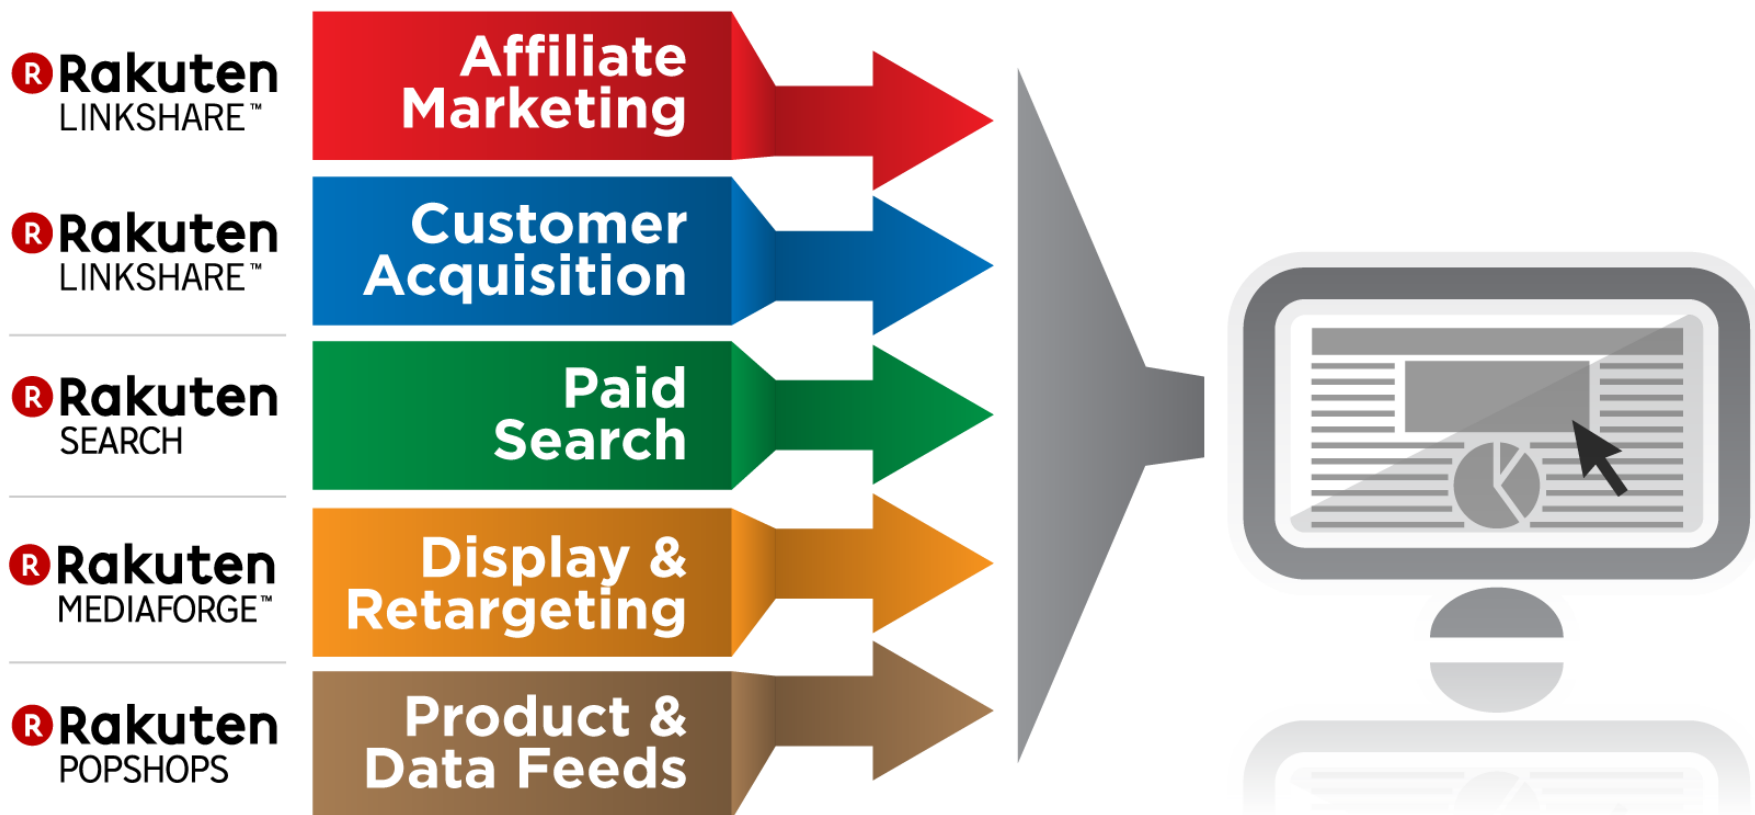 R Rakuten
LINKSHARE™
Affiliate
Marketing
R Rakuten
LINKSHARE™
Customer
Acquisition
R Rakuten
SEARCH
Paid
Search
R Rakuten
MEDIAFORGE™
Display &
Retargeting
R Rakuten
POPSHOPS
Product &
Data Feeds